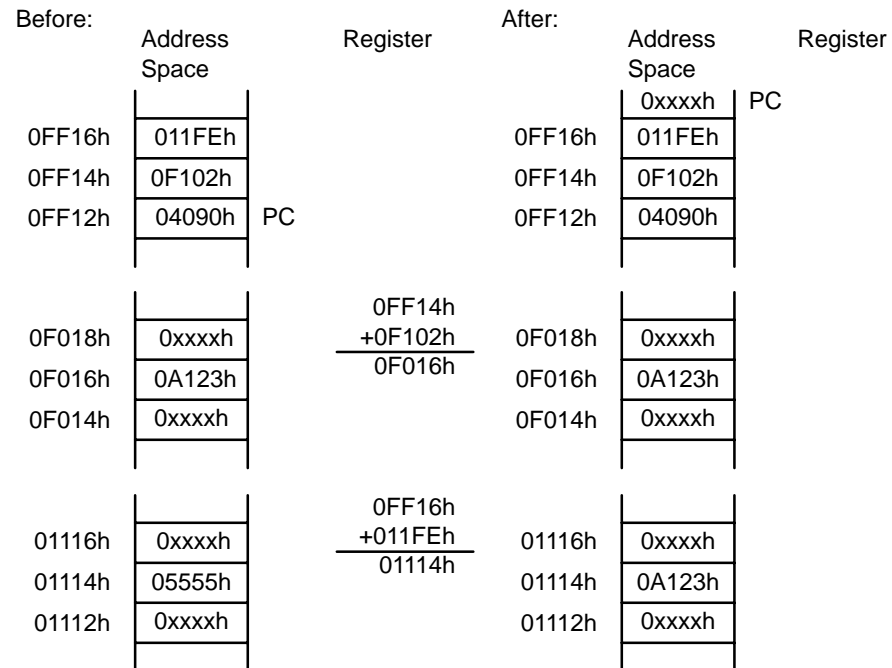 Before:
Address Space
Register
0FF16h 011FEh
0FF14h 0F102h
0FF12h 04090h PC
0F018h 0xxxxh
0F016h 0A123h
0F014h 0xxxxh
0FF14h
+0F102h
0F016h
01116h 0xxxxh
01114h 05555h
01112h 0xxxxh
0FF16h
+011FEh
01114h
After:
Address Space
Register
0xxxxh PC
0FF16h 011FEh
0FF14h 0F102h
0FF12h 04090h
0F018h 0xxxxh
0F016h 0A123h
0F014h 0xxxxh
01116h 0xxxxh
01114h 0A123h
01112h 0xxxxh